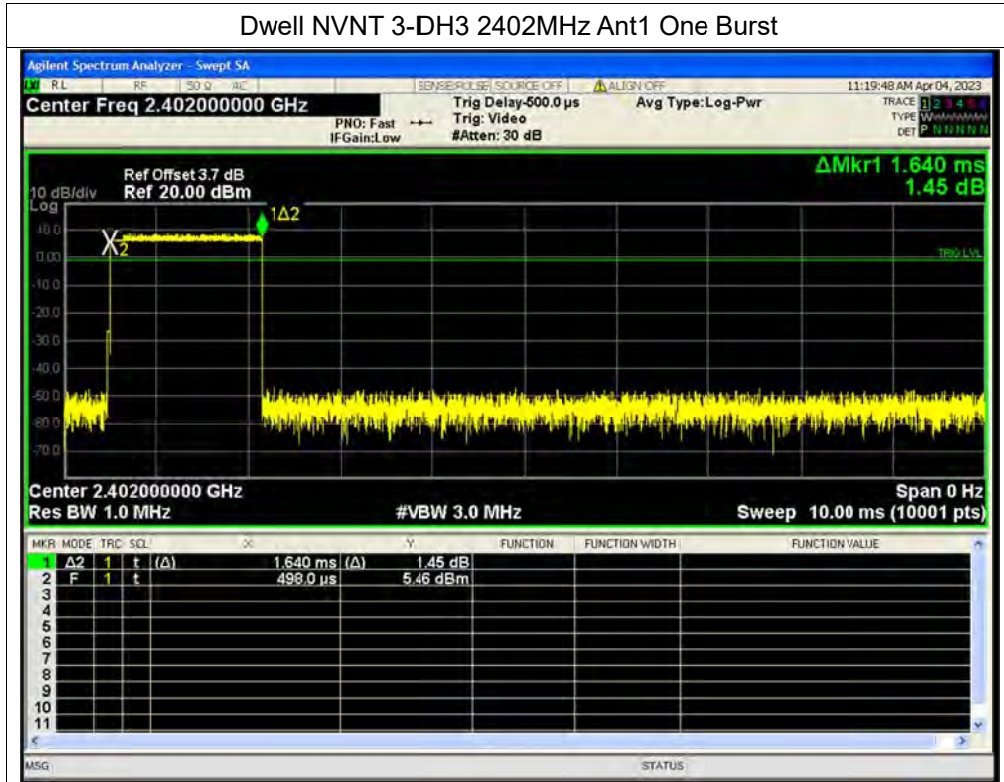 Dwell NVNT 3-DH3 2402MHz Ant1 One Burst
Agilent Spectrum Analyzer - Swept SA
RL RF 50 Ω AC SENSE:PULSE SOURCE OFF ALIGN OFF 11:19:48 AM Apr 04, 2023
Center Freq 2.402000000 GHz
PNO: Fast
IFGain:Low
Trig Delay-500.0 µs
Trig: Video
#Atten: 30 dB
Avg Type:Log-Pwr
TRACE 1 2 3 4 5 6
TYPE W
DET P N N N N N
ΔMkr1 1.640 ms
1.45 dB
Ref Offset 3.7 dB
10 dB/div Ref 20.00 dBm
Log
10.0
0.00
-10.0
-20.0
-30.0
-40.0
-50.0
-60.0
-70.0
1Δ2
2
TRIG LVL
Center 2.402000000 GHz Span 0 Hz
Res BW 1.0 MHz #VBW 3.0 MHz Sweep 10.00 ms (10001 pts)
MKR MODE TRC SCL X Y FUNCTION FUNCTION WIDTH FUNCTION VALUE
1 Δ2 1 t (Δ) 1.640 ms (Δ) 1.45 dB
2 F 1 t 498.0 µs 5.46 dBm
3
4
5
6
7
8
9
10
11
MSG STATUS